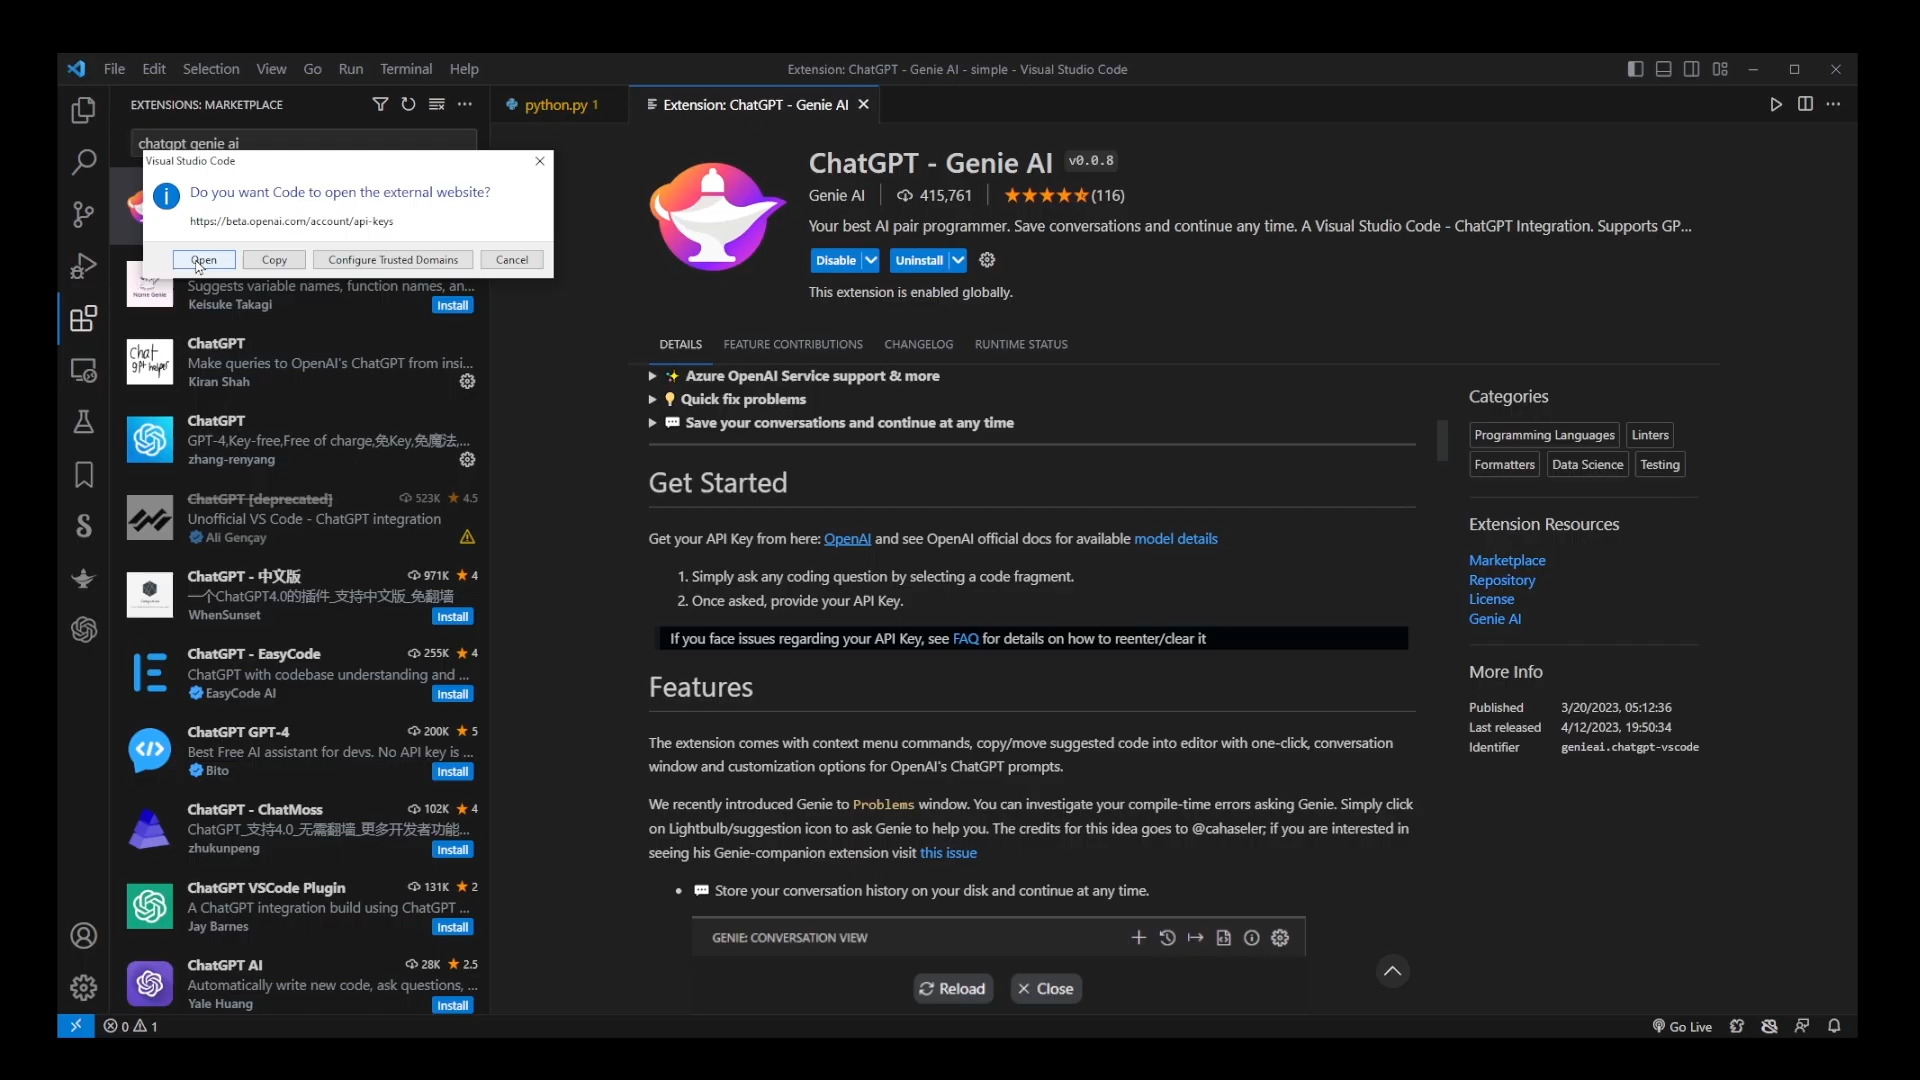 File Edit Selection View Go Run Terminal Help
Extension: ChatGPT - Genie AI - simple - Visual Studio Code
EXTENSIONS: MARKETPLACE
chatgpt genie ai
Visual Studio Code
Do you want Code to open the external website?
https://beta.openai.com/account/api-keys
Open Copy Configure Trusted Domains Cancel
Name Genie
Suggests variable names, function names, an...
Keisuke Takagi
Install
Chat
gpt helper
ChatGPT
Make queries to OpenAI's ChatGPT from insi...
Kiran Shah
ChatGPT
GPT-4,Key-free,Free of charge,免Key,免魔法,...
zhang-renyang
ChatGPT [deprecated] 523K ★ 4.5
Unofficial VS Code - ChatGPT integration
Ali Gençay
ChatGPT - 中文版 971K ★ 4
一个ChatGPT4.0的插件_支持中文版_免翻墙
WhenSunset
Install
ChatGPT - EasyCode 255K ★ 4
ChatGPT with codebase understanding and ...
EasyCode AI
Install
ChatGPT GPT-4 200K ★ 5
Best Free AI assistant for devs. No API key is ...
Bito
Install
ChatGPT - ChatMoss 102K ★ 4
ChatGPT_支持4.0_无需翻墙_更多开发者功能...
zhukunpeng
Install
ChatGPT VSCode Plugin 131K ★ 2
A ChatGPT integration build using ChatGPT ...
Jay Barnes
Install
ChatGPT AI 28K ★ 2.5
Automatically write new code, ask questions, ...
Yale Huang
Install
python.py 1
Extension: ChatGPT - Genie AI
ChatGPT - Genie AI v0.0.8
Genie AI 415,761 (116)
Your best AI pair programmer. Save conversations and continue any time. A Visual Studio Code - ChatGPT Integration. Supports GP...
Disable Uninstall
This extension is enabled globally.
DETAILS FEATURE CONTRIBUTIONS CHANGELOG RUNTIME STATUS
▶ ✨ Azure OpenAI Service support & more
▶ 💡 Quick fix problems
▶ 💬 Save your conversations and continue at any time
Get Started
Get your API Key from here: OpenAI and see OpenAI official docs for available model details
1. Simply ask any coding question by selecting a code fragment.
2. Once asked, provide your API Key.
If you face issues regarding your API Key, see FAQ for details on how to reenter/clear it
Features
The extension comes with context menu commands, copy/move suggested code into editor with one-click, conversation
window and customization options for OpenAI's ChatGPT prompts.
We recently introduced Genie to Problems window. You can investigate your compile-time errors asking Genie. Simply click
on Lightbulb/suggestion icon to ask Genie to help you. The credits for this idea goes to @cahaseler; if you are interested in
seeing his Genie-companion extension visit this issue
• 💬 Store your conversation history on your disk and continue at any time.
GENIE: CONVERSATION VIEW
Reload Close
Categories
Programming Languages Linters
Formatters Data Science Testing
Extension Resources
Marketplace
Repository
License
Genie AI
More Info
Published 3/20/2023, 05:12:36
Last released 4/12/2023, 19:50:34
Identifier genieai.chatgpt-vscode
0 1
Go Live